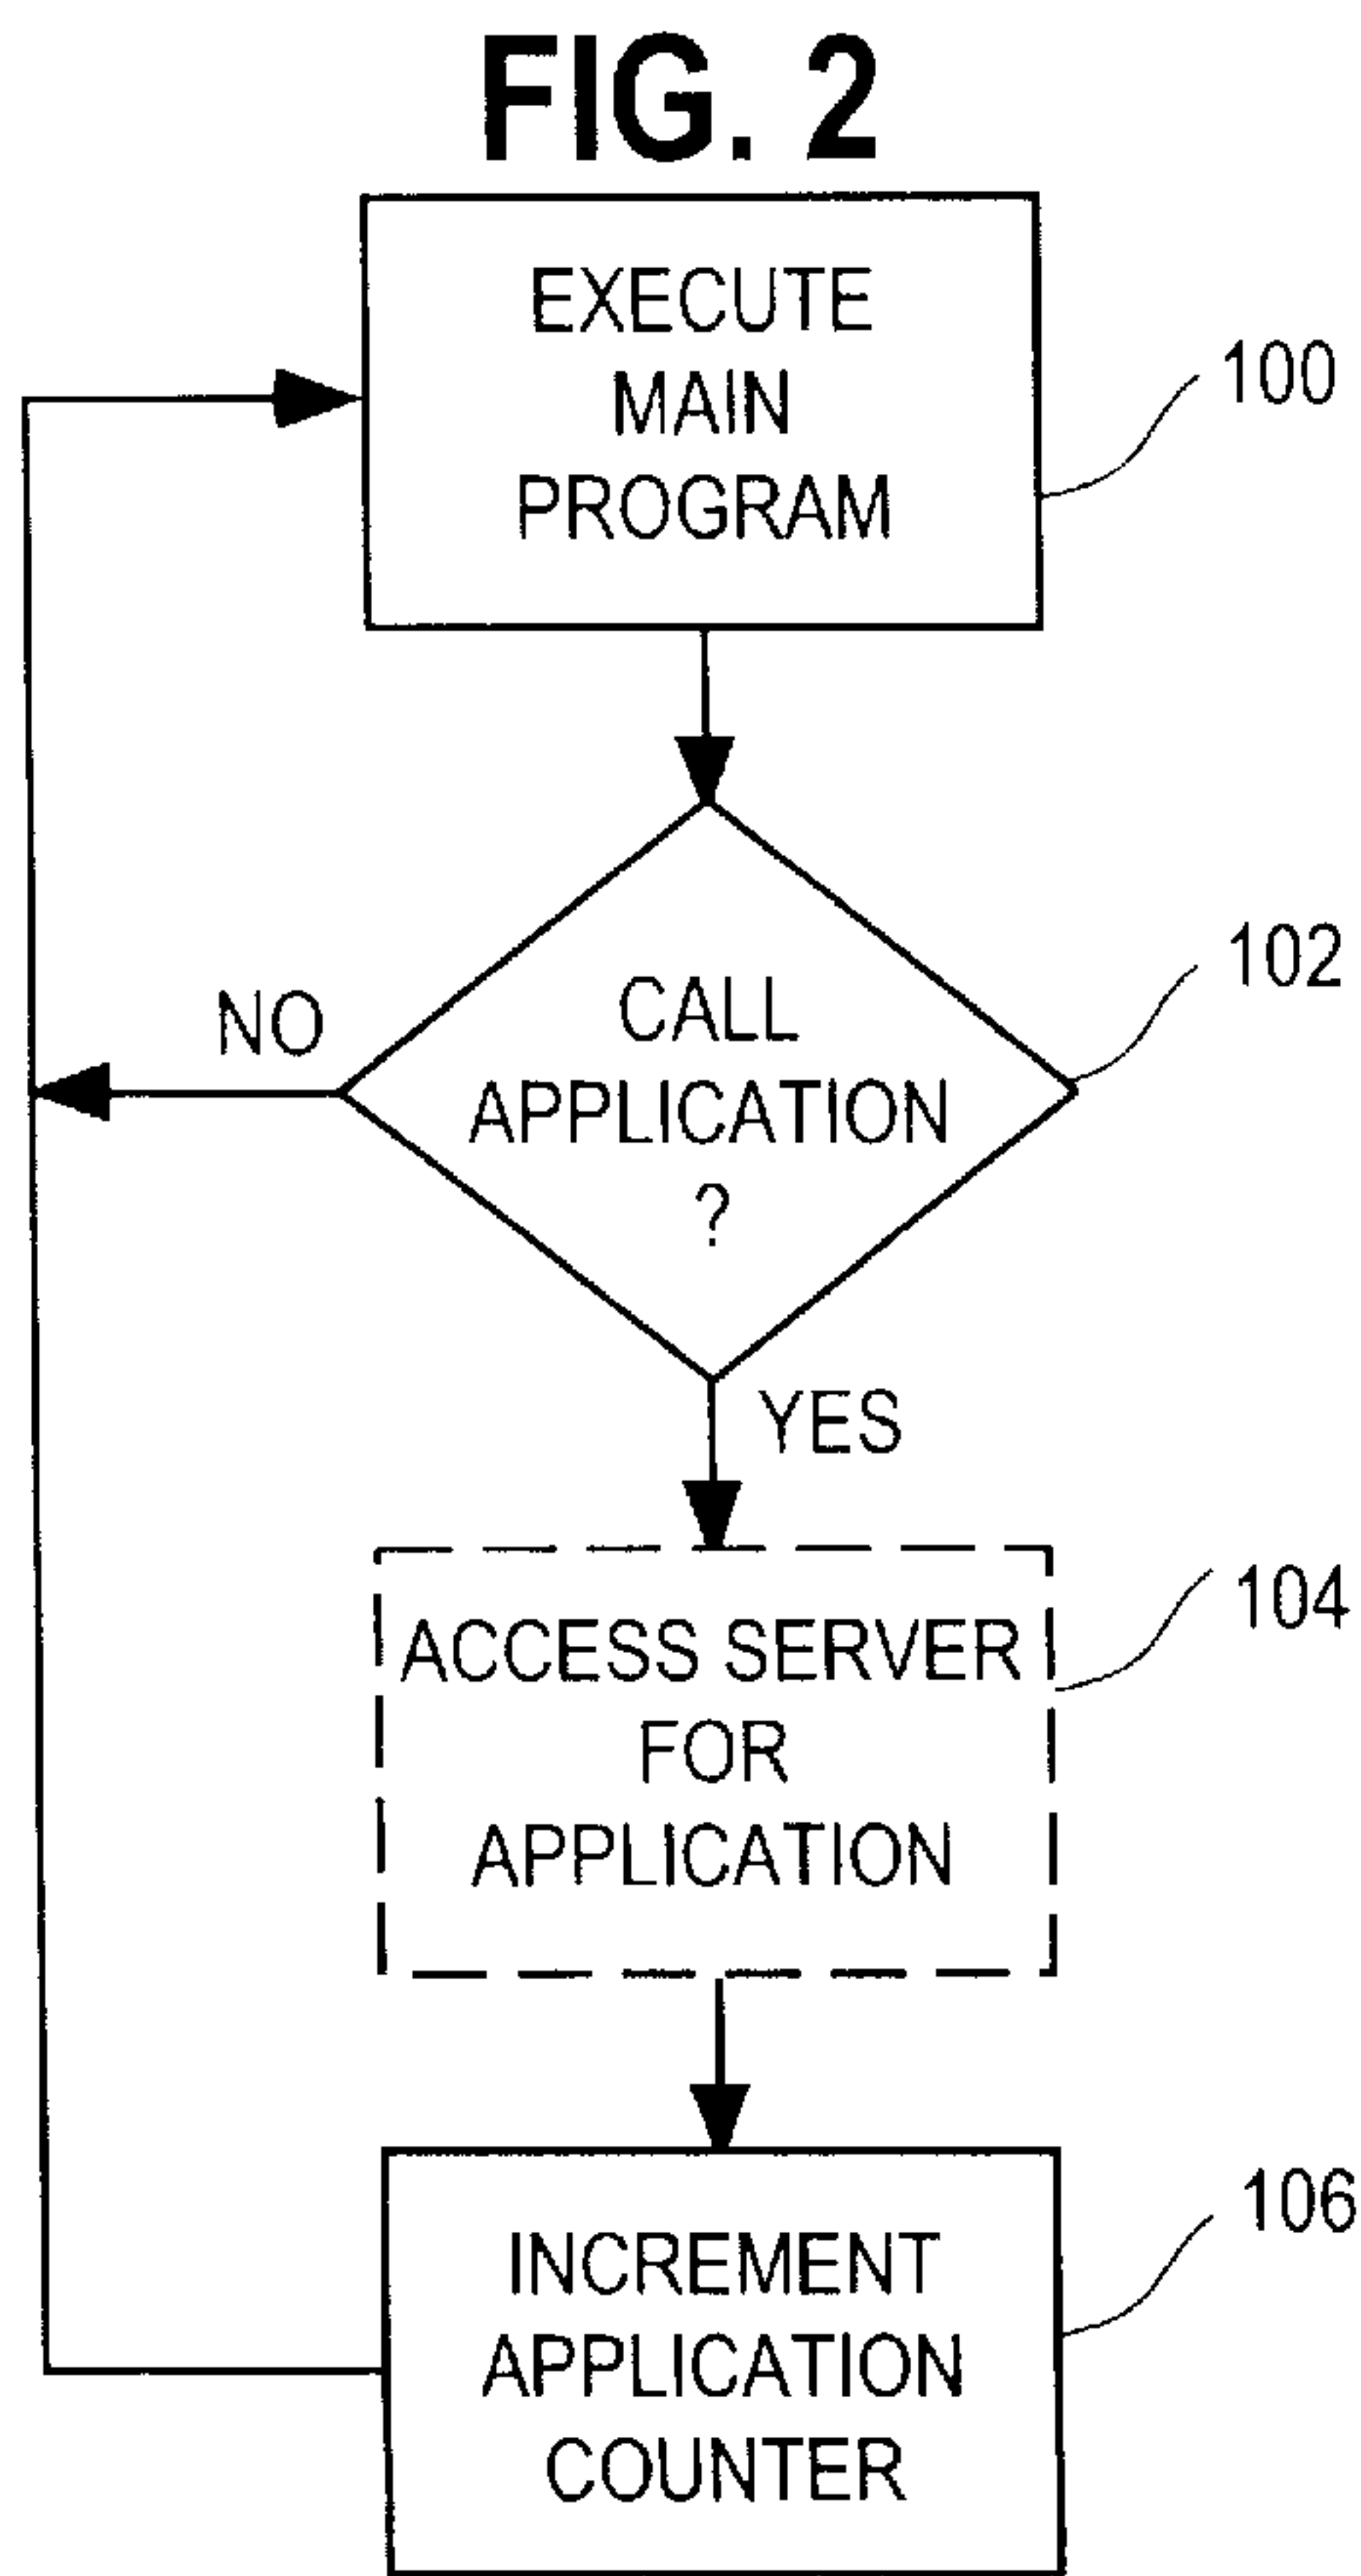 FIG. 2
EXECUTE
MAIN
PROGRAM
100
CALL
APPLICATION
?
102
NO
YES
ACCESS SERVER
FOR
APPLICATION
104
INCREMENT
APPLICATION
COUNTER
106